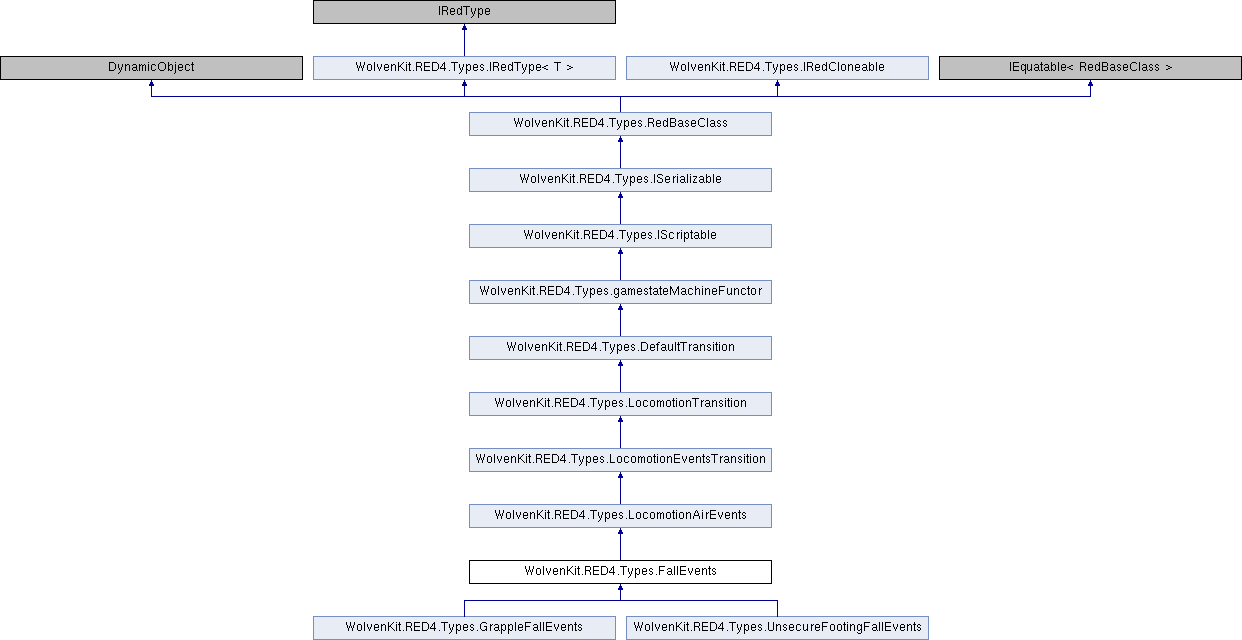 IRedType
DynamicObject
WolvenKit.RED4.Types.IRedType< T >
WolvenKit.RED4.Types.IRedCloneable
IEquatable< RedBaseClass >
WolvenKit.RED4.Types.RedBaseClass
WolvenKit.RED4.Types.ISerializable
WolvenKit.RED4.Types.IScriptable
WolvenKit.RED4.Types.gamestateMachineFunctor
WolvenKit.RED4.Types.DefaultTransition
WolvenKit.RED4.Types.LocomotionTransition
WolvenKit.RED4.Types.LocomotionEventsTransition
WolvenKit.RED4.Types.LocomotionAirEvents
WolvenKit.RED4.Types.FallEvents
WolvenKit.RED4.Types.GrappleFallEvents
WolvenKit.RED4.Types.UnsecureFootingFallEvents